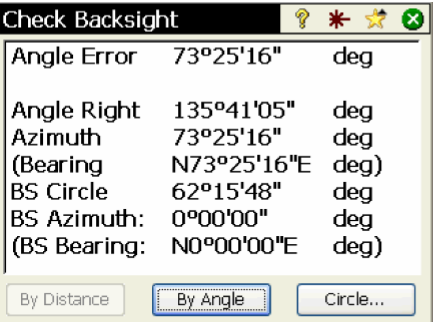 Check Backsight ?
Angle Error 73º25'16" deg
Angle Right 135º41'05" deg
Azimuth 73º25'16" deg
(Bearing N73º25'16"E deg)
BS Circle 62º15'48" deg
BS Azimuth: 0º00'00" deg
(BS Bearing: N0º00'00"E deg)
By Distance By Angle Circle...